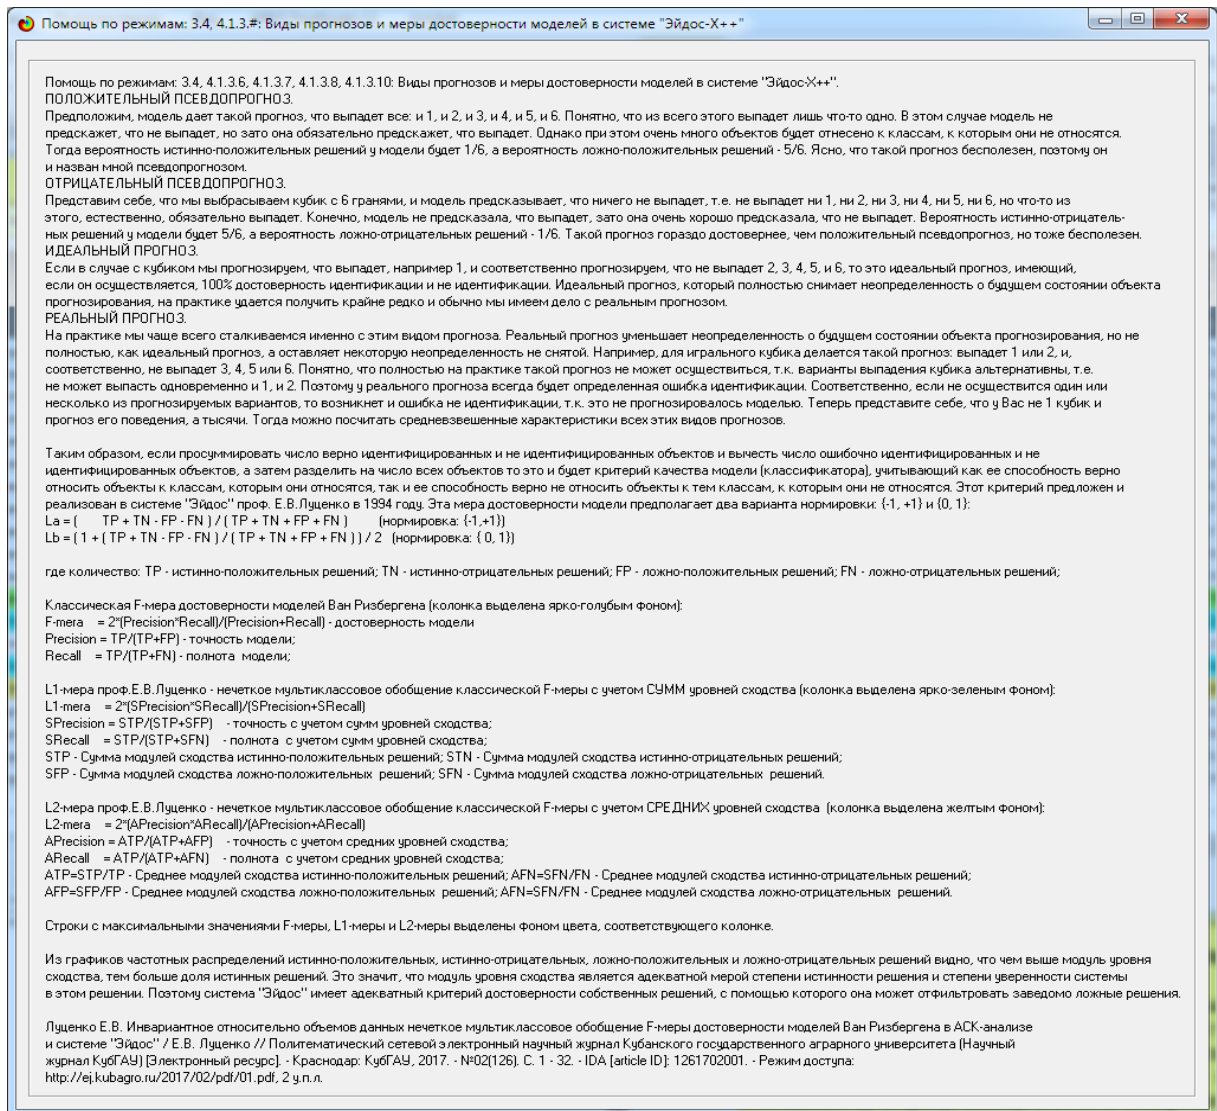 Помощь по режимам: 3.4, 4.1.3.#: Виды прогнозов и меры достоверности моделей в системе "Эйдос-X++"
Помощь по режимам: 3.4, 4.1.3.6, 4.1.3.7, 4.1.3.8, 4.1.3.10: Виды прогнозов и меры достоверности моделей в системе "Эйдос-X++".
ПОЛОЖИТЕЛЬНЫЙ ПСЕВДОПРОГНОЗ.
Предположим, модель дает такой прогноз, что выпадет все: и 1, и 2, и 3, и 4, и 5, и 6. Понятно, что из всего этого выпадет лишь что-то одно. В этом случае модель не
предскажет, что не выпадет, но зато она обязательно предскажет, что выпадет. Однако при этом очень много объектов будет отнесено к классам, к которым они не относятся.
Тогда вероятность истинно-положительных решений у модели будет 1/6, а вероятность ложно-положительных решений - 5/6. Ясно, что такой прогноз бесполезен, поэтому он
и назван мной псевдопрогнозом.
ОТРИЦАТЕЛЬНЫЙ ПСЕВДОПРОГНОЗ.
Представим себе, что мы выбрасываем кубик с 6 гранями, и модель предсказывает, что ничего не выпадет, т.е. не выпадет ни 1, ни 2, ни 3, ни 4, ни 5, ни 6, но что-то из
этого, естественно, обязательно выпадет. Конечно, модель не предсказала, что выпадет, зато она очень хорошо предсказала, что не выпадет. Вероятность истинно-отрицатель-
ных решений у модели будет 5/6, а вероятность ложно-отрицательных решений - 1/6. Такой прогноз гораздо достовернее, чем положительный псевдопрогноз, но тоже бесполезен.
ИДЕАЛЬНЫЙ ПРОГНОЗ.
Если в случае с кубиком мы прогнозируем, что выпадет, например 1, и соответственно прогнозируем, что не выпадет 2, 3, 4, 5, и 6, то это идеальный прогноз, имеющий,
если он осуществляется, 100% достоверность идентификации и не идентификации. Идеальный прогноз, который полностью снимает неопределенность о будущем состоянии объекта
прогнозирования, на практике удается получить крайне редко и обычно мы имеем дело с реальным прогнозом.
РЕАЛЬНЫЙ ПРОГНОЗ.
На практике мы чаще всего сталкиваемся именно с этим видом прогноза. Реальный прогноз уменьшает неопределенность о будущем состоянии объекта прогнозирования, но не
полностью, как идеальный прогноз, а оставляет некоторую неопределенность не снятой. Например, для игрального кубика делается такой прогноз: выпадет 1 или 2, и,
соответственно, не выпадет 3, 4, 5 или 6. Понятно, что полностью на практике такой прогноз не может осуществиться, т.к. варианты выпадения кубика альтернативны, т.е.
не может выпасть одновременно и 1, и 2. Поэтому у реального прогноза всегда будет определенная ошибка идентификации. Соответственно, если не осуществится один или
несколько из прогнозируемых вариантов, то возникнет и ошибка не идентификации, т.к. это не прогнозировалось моделью. Теперь представите себе, что у Вас не 1 кубик и
прогноз его поведения, а тысячи. Тогда можно посчитать средневзвешенные характеристики всех этих видов прогнозов.
Таким образом, если просуммировать число верно идентифицированных и не идентифицированных объектов и вычесть число ошибочно идентифицированных и не
идентифицированных объектов, а затем разделить на число всех объектов то это и будет критерий качества модели (классификатора), учитывающий как ее способность верно
относить объекты к классам, которым они относятся, так и ее способность верно не относить объекты к тем классам, к которым они не относятся. Этот критерий предложен и
реализован в системе "Эйдос" проф. Е.В.Луценко в 1994 году. Эта мера достоверности модели предполагает два варианта нормировки: {-1, +1} и {0, 1}:
La = ( TP + TN - FP - FN ) / ( TP + TN + FP + FN ) (нормировка: {-1,+1})
Lb = ( 1 + ( TP + TN - FP - FN ) / ( TP + TN + FP + FN ) ) / 2 (нормировка: { 0, 1})
где количество: TP - истинно-положительных решений; TN - истинно-отрицательных решений; FP - ложно-положительных решений; FN - ложно-отрицательных решений;
Классическая F-мера достоверности моделей Ван Ризбергена (колонка выделена ярко-голубым фоном):
F-mera = 2*(Precision*Recall)/(Precision+Recall) - достоверность модели
Precision = TP/(TP+FP) - точность модели;
Recall = TP/(TP+FN) - полнота модели;
L1-мера проф.Е.В.Луценко - нечеткое мультиклассовое обобщение классической F-меры с учетом СУММ уровней сходства (колонка выделена ярко-зеленым фоном):
L1-mera = 2*(SPrecision*SRecall)/(SPrecision+SRecall)
SPrecision = STP/(STP+SFP) - точность с учетом сумм уровней сходства;
SRecall = STP/(STP+SFN) - полнота с учетом сумм уровней сходства;
STP - Сумма модулей сходства истинно-положительных решений; STN - Сумма модулей сходства истинно-отрицательных решений;
SFP - Сумма модулей сходства ложно-положительных решений; SFN - Сумма модулей сходства ложно-отрицательных решений.
L2-мера проф.Е.В.Луценко - нечеткое мультиклассовое обобщение классической F-меры с учетом СРЕДНИХ уровней сходства (колонка выделена желтым фоном):
L2-mera = 2*(APrecision*ARecall)/(APrecision+ARecall)
APrecision = ATP/(ATP+AFP) - точность с учетом средних уровней сходства;
ARecall = ATP/(ATP+AFN) - полнота с учетом средних уровней сходства;
ATP=STP/TP - Среднее модулей сходства истинно-положительных решений; AFN=SFN/FN - Среднее модулей сходства истинно-отрицательных решений;
AFP=SFP/FP - Среднее модулей сходства ложно-положительных решений; AFN=SFN/FN - Среднее модулей сходства ложно-отрицательных решений.
Строки с максимальными значениями F-меры, L1-меры и L2-меры выделены фоном цвета, соответствующего колонке.
Из графиков частотных распределений истинно-положительных, истинно-отрицательных, ложно-положительных и ложно-отрицательных решений видно, что чем выше модуль уровня
сходства, тем больше доля истинных решений. Это значит, что модуль уровня сходства является адекватной мерой степени истинности решения и степени уверенности системы
в этом решении. Поэтому система "Эйдос" имеет адекватный критерий достоверности собственных решений, с помощью которого она может отфильтровать заведомо ложные решения.
Луценко Е.В. Инвариантное относительно объемов данных нечеткое мультиклассовое обобщение F-меры достоверности моделей Ван Ризбергена в АСК-анализе
и системе "Эйдос" / Е.В. Луценко // Политематический сетевой электронный научный журнал Кубанского государственного аграрного университета (Научный
журнал КубГАУ) [Электронный ресурс]. - Краснодар: КубГАУ, 2017. - №02(126). С. 1 - 32. - IDA [article ID]: 1261702001. - Режим доступа:
http://ej.kubagro.ru/2017/02/pdf/01.pdf, 2 у.п.л.